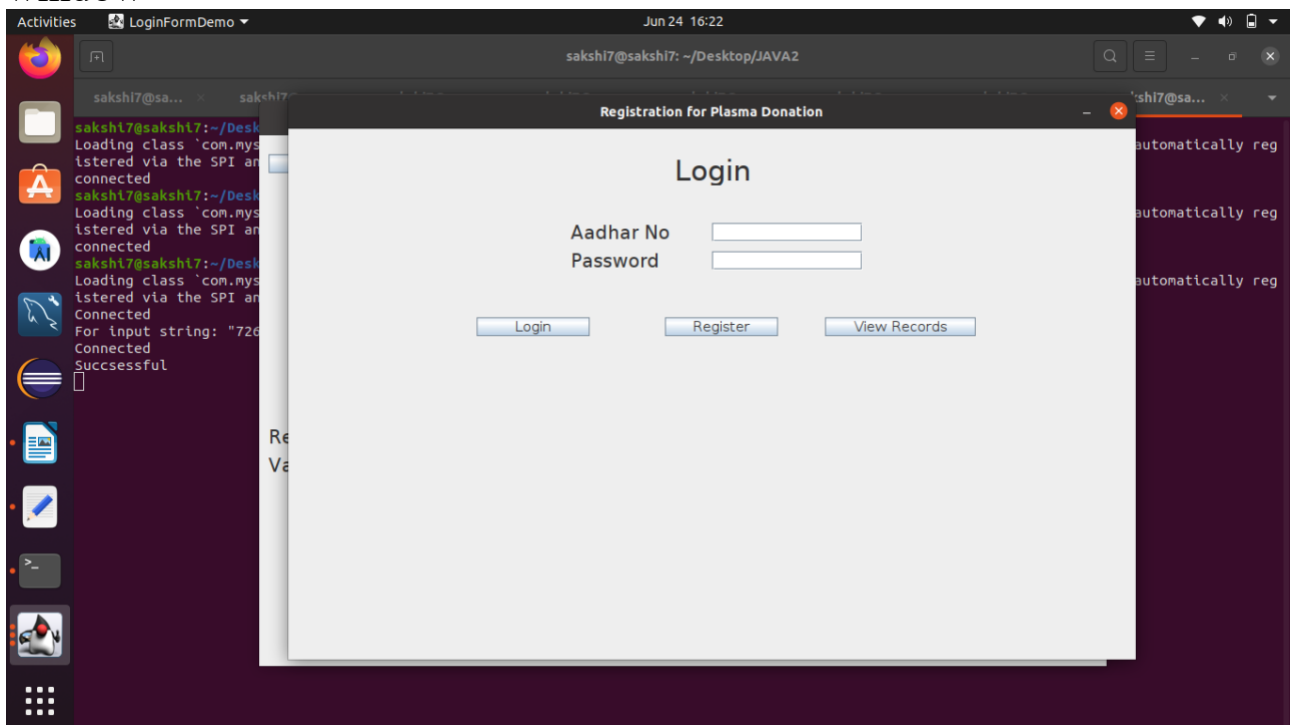 Activities LoginFormDemo Jun 24 16:22
sakshi7@sakshi7: ~/Desktop/JAVA2
sakshi7@sa...
Registration for Plasma Donation
sakshi7@sakshi7:~/Desk
Loading class `com.mys automatically reg
istered via the SPI an
connected
sakshi7@sakshi7:~/Desk
Loading class `com.mys automatically reg
istered via the SPI an
connected
sakshi7@sakshi7:~/Desk
Loading class `com.mys automatically reg
istered via the SPI an
Connected
For input string: "726
Connected
Succsessful
Login
Aadhar No
Password
Login Register View Records
Re
Va